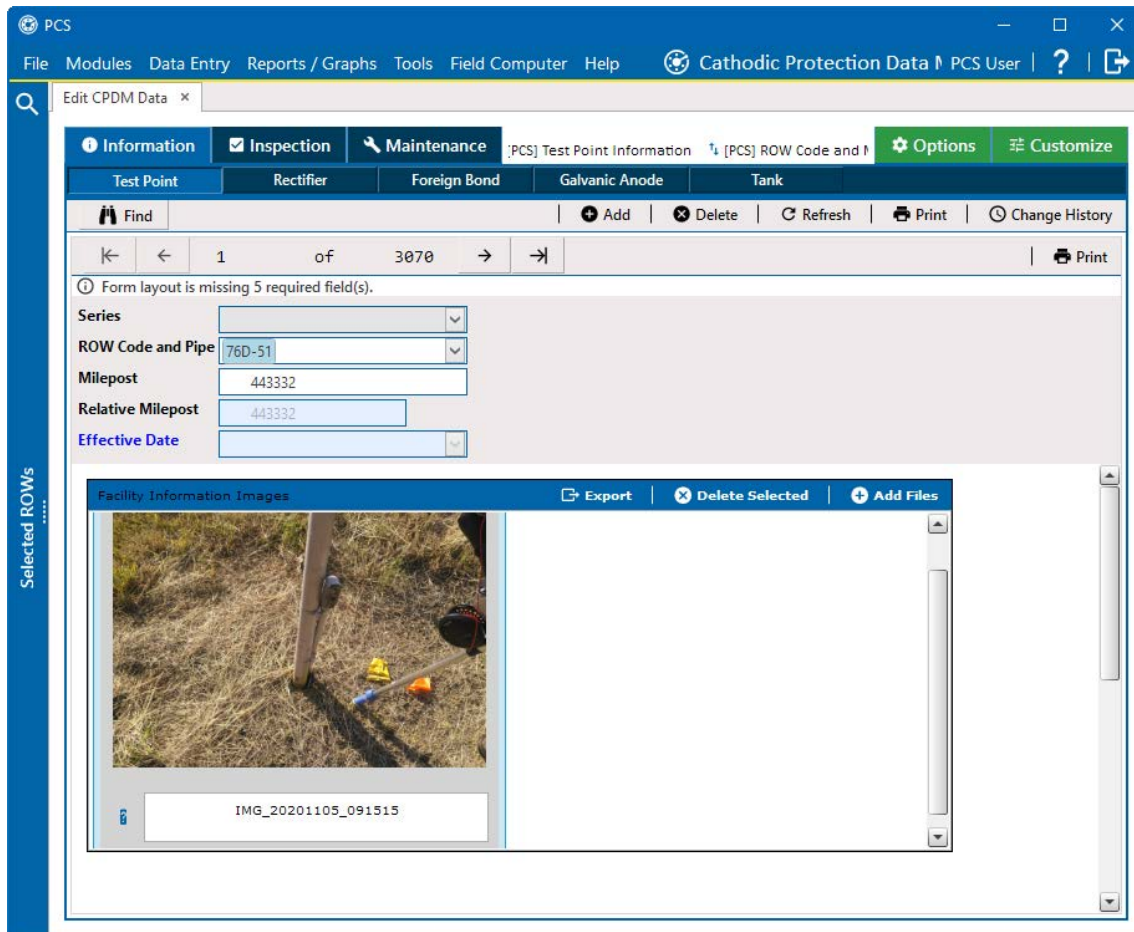 PCS
File Modules Data Entry Reports / Graphs Tools Field Computer Help Cathodic Protection Data PCS User | ? |
Edit CPDM Data ×
Information Inspection Maintenance [PCS] Test Point Information [PCS] ROW Code and Options Customize
Test Point Rectifier Foreign Bond Galvanic Anode Tank
Find | Add | Delete | Refresh | Print | Change History
1 of 3070 | Print
Form layout is missing 5 required field(s).
Series
ROW Code and Pipe 76D-51
Milepost 443332
Relative Milepost 443332
Effective Date
Selected ROWs
Facility Information Images Export | Delete Selected | Add Files
IMG_20201105_091515